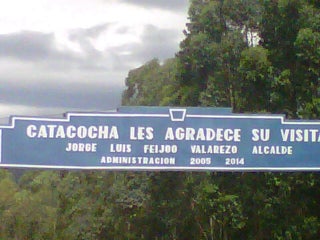 CATACOCHA LES AGRADECE SU VISITA
JORGE LUIS FEIJOO VALAREZO ALCALDE
ADMINISTRACION 2005 2014